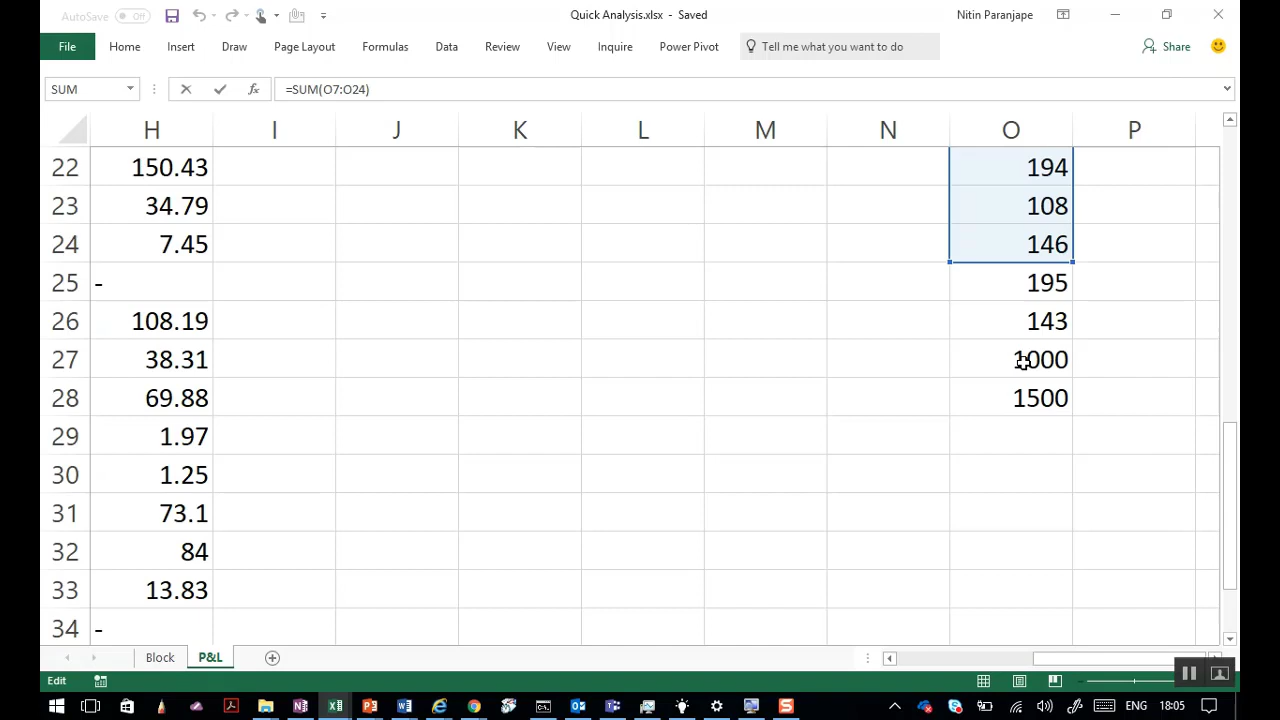 AutoSave Off Quick Analysis.xlsx - Saved Nitin Paranjape
File Home Insert Draw Page Layout Formulas Data Review View Inquire Power Pivot Tell me what you want to do Share
SUM fx =SUM(O7:O24)
H I J K L M N O P
22 150.43 194
23 34.79 108
24 7.45 146
25 - 195
26 108.19 143
27 38.31 1000
28 69.88 1500
29 1.97
30 1.25
31 73.1
32 84
33 13.83
34 -
Block P&L
Edit
ENG 18:05